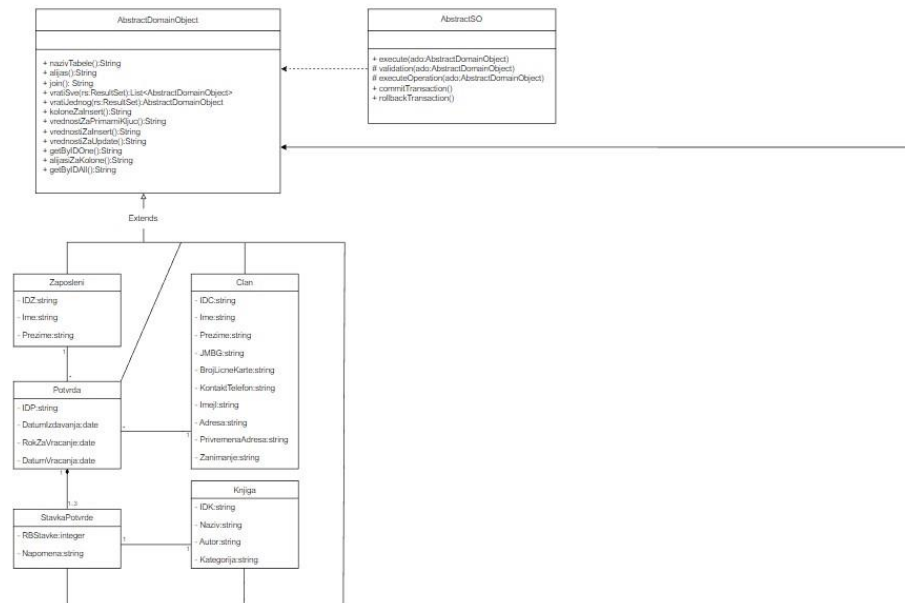 AbstractDomainObject
+ nazivTabele():String
+ alijas():String
+ join(): String
+ vratiSve(rs:ResultSet):List<AbstractDomainObject>
+ vratiJednog(rs:ResultSet):AbstractDomainObject
+ koloneZaInsert():String
+ vrednostZaPrimarniKljuc():String
+ vrednostiZaInsert():String
+ vrednostiZaUpdate():String
+ getByIDOne():String
+ alijasiZaKolone():String
+ getByIDAll():String
AbstractSO
+ execute(ado:AbstractDomainObject)
# validation(ado:AbstractDomainObject)
# executeOperation(ado:AbstractDomainObject)
+ commitTransaction()
+ rollbackTransaction()
Extends
Zaposleni
- IDZ:string
- Ime:string
- Prezime:string
1
*
Potvrda
- IDP:string
- DatumIzdavanja:date
- RokZaVracanje:date
- DatumVracanja:date
*
1
1
1..3
StavkaPotvrde
- RBStavke:integer
- Napomena:string
1
1
Clan
- IDC:string
- Ime:string
- Prezime:string
- JMBG:string
- BrojLicneKarte:string
- KontaktTelefon:string
- Imejl:string
- Adresa:string
- PrivremenaAdresa:string
- Zanimanje:string
Knjiga
- IDK:string
- Naziv:string
- Autor:string
- Kategorija:string